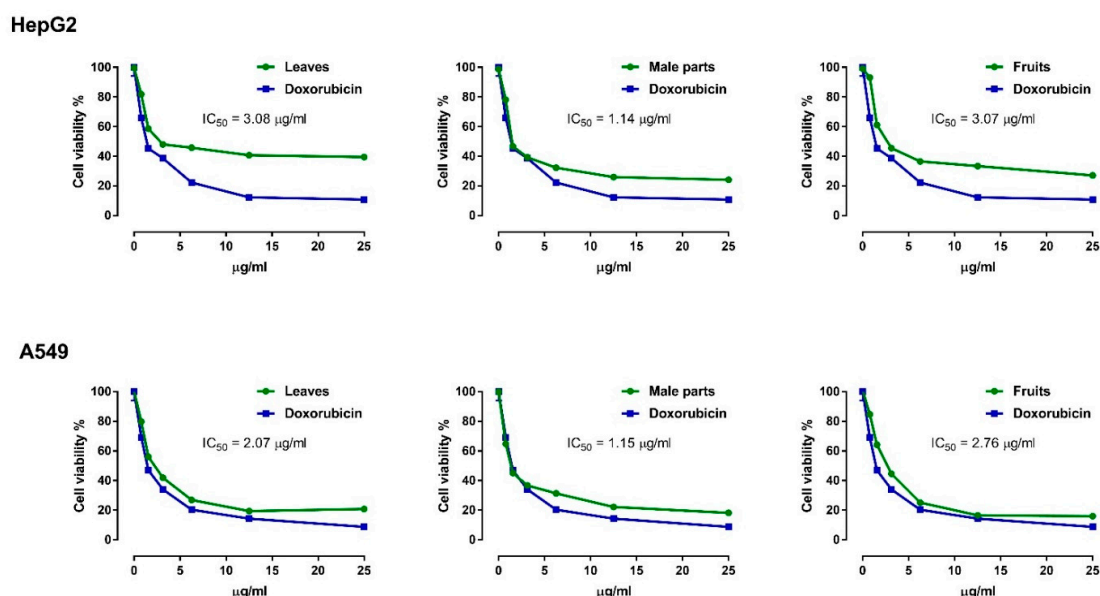 HepG2
Leaves
Doxorubicin
IC50 = 3.08 μg/ml
Cell viability %
100
80
60
40
20
0
0 5 10 15 20 25
μg/ml
Male parts
Doxorubicin
IC50 = 1.14 μg/ml
Cell viability %
100
80
60
40
20
0
0 5 10 15 20 25
μg/ml
Fruits
Doxorubicin
IC50 = 3.07 μg/ml
Cell viability %
100
80
60
40
20
0
0 5 10 15 20 25
μg/ml
A549
Leaves
Doxorubicin
IC50 = 2.07 μg/ml
Cell viability %
100
80
60
40
20
0
0 5 10 15 20 25
μg/ml
Male parts
Doxorubicin
IC50 = 1.15 μg/ml
Cell viability %
100
80
60
40
20
0
0 5 10 15 20 25
μg/ml
Fruits
Doxorubicin
IC50 = 2.76 μg/ml
Cell viability %
100
80
60
40
20
0
0 5 10 15 20 25
μg/ml